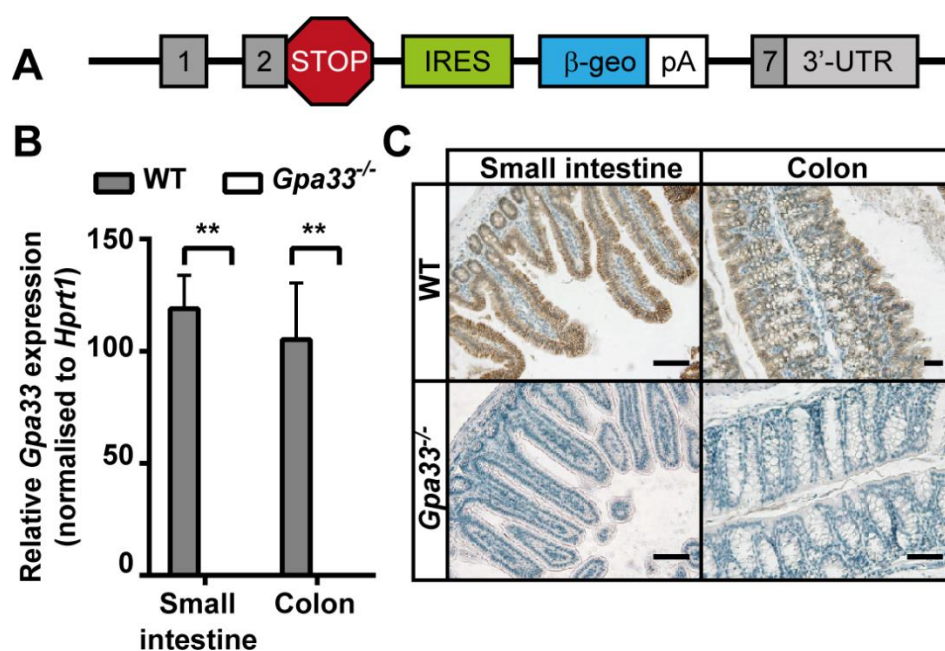 A
1 2 STOP IRES β-geo pA 7 3'-UTR
B
WT Gpa33-/-
** **
150
100
50
0
Relative Gpa33 expression
(normalised to Hprt1)
Small
intestine
Colon
C
Small intestine Colon
WT
Gpa33-/-